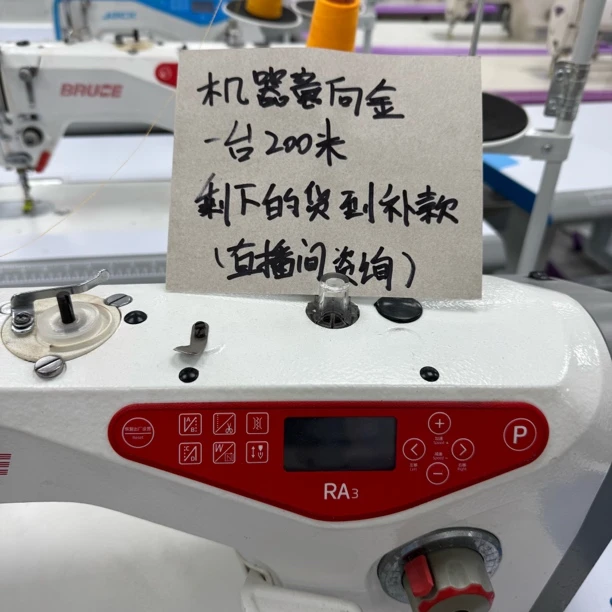 JACK
BRUCE
机器意向金
一台200米
剩下的货到补款
(直播间咨询)
P
RA3